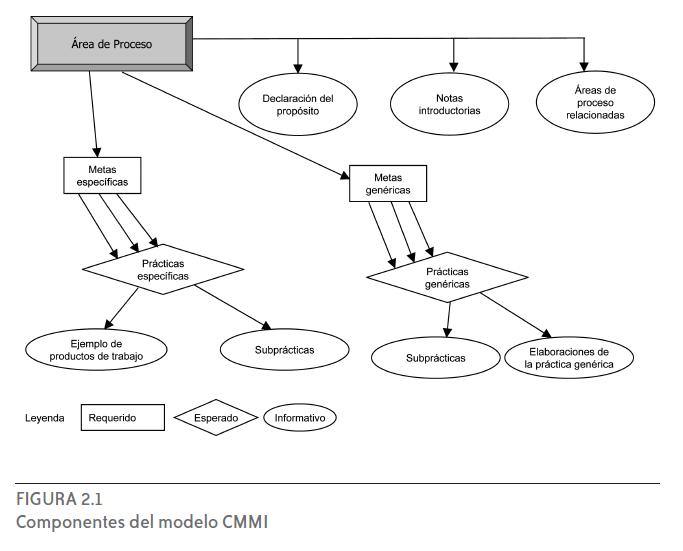 Área de Proceso
Declaración del
propósito
Notas
introductorias
Áreas de
proceso
relacionadas
Metas
específicas
Metas
genéricas
Prácticas
específicas
Prácticas
genéricas
Ejemplo de
productos de trabajo
Subprácticas
Subprácticas
Elaboraciones de
la práctica genérica
Leyenda
Requerido
Esperado
Informativo
FIGURA 2.1
Componentes del modelo CMMI